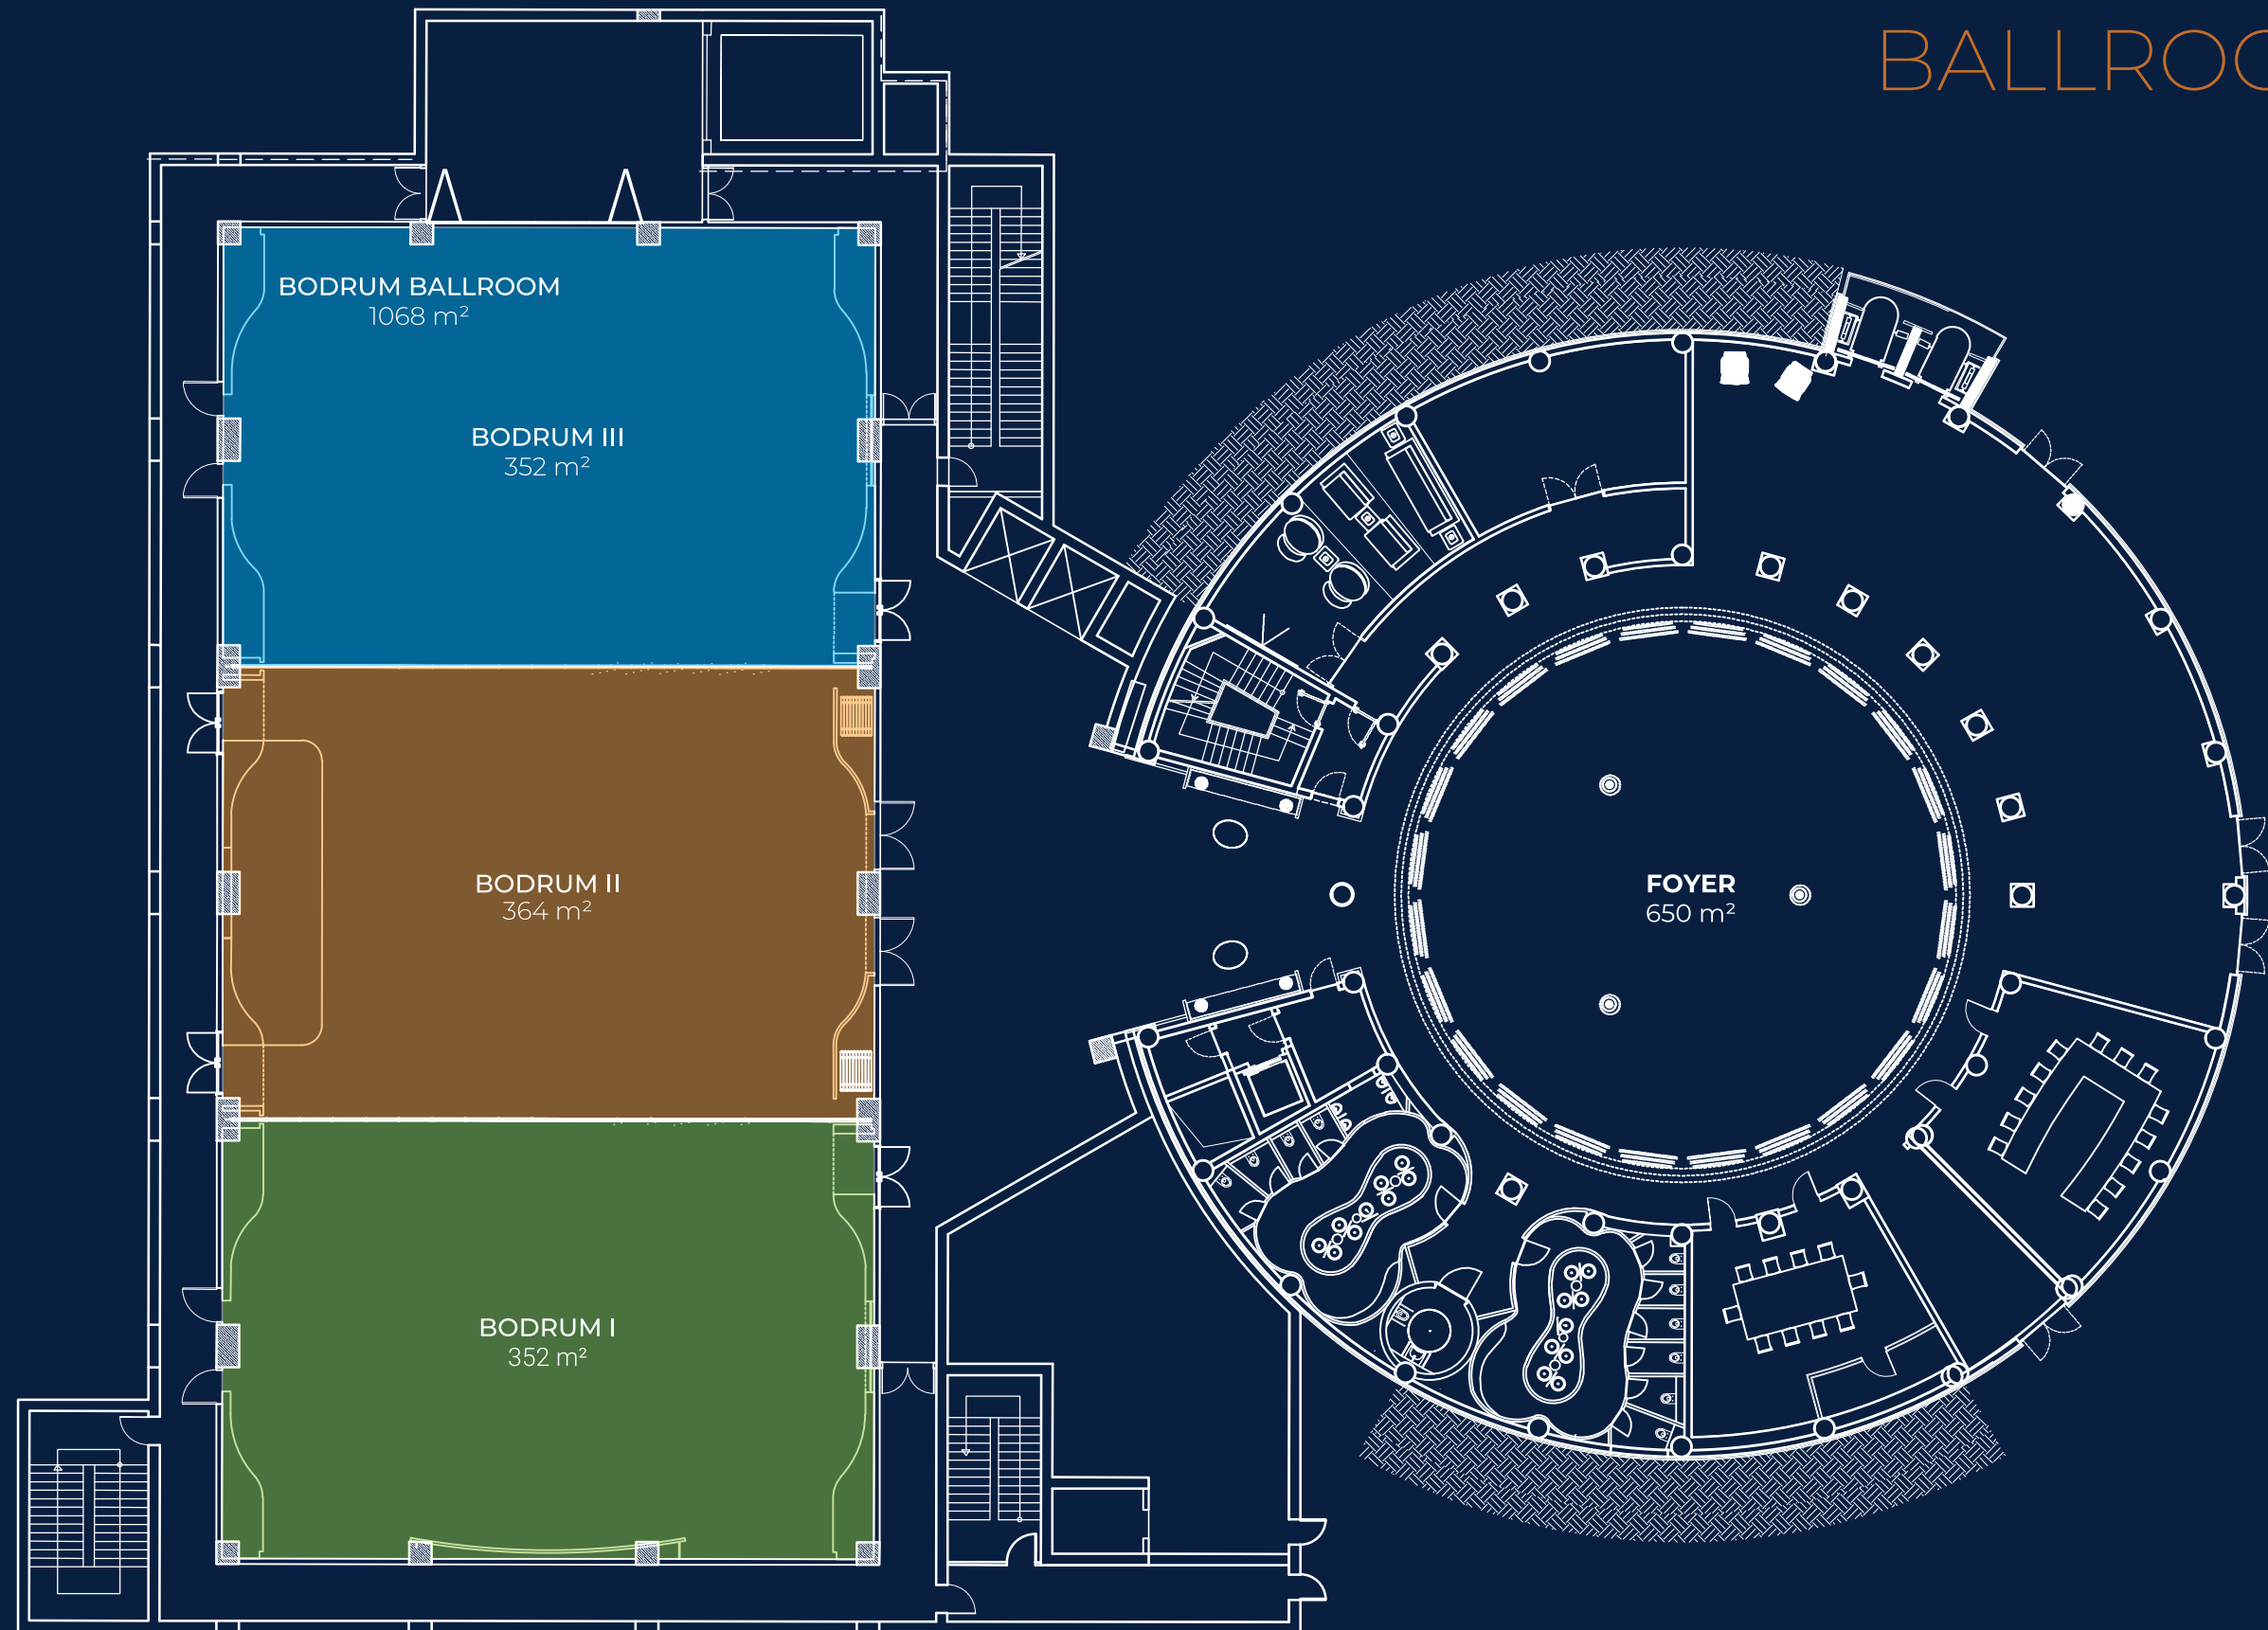 BALLROO
BODRUM BALLROOM
1068 m²
BODRUM III
352 m²
BODRUM II
364 m²
FOYER
650 m²
BODRUM I
352 m²